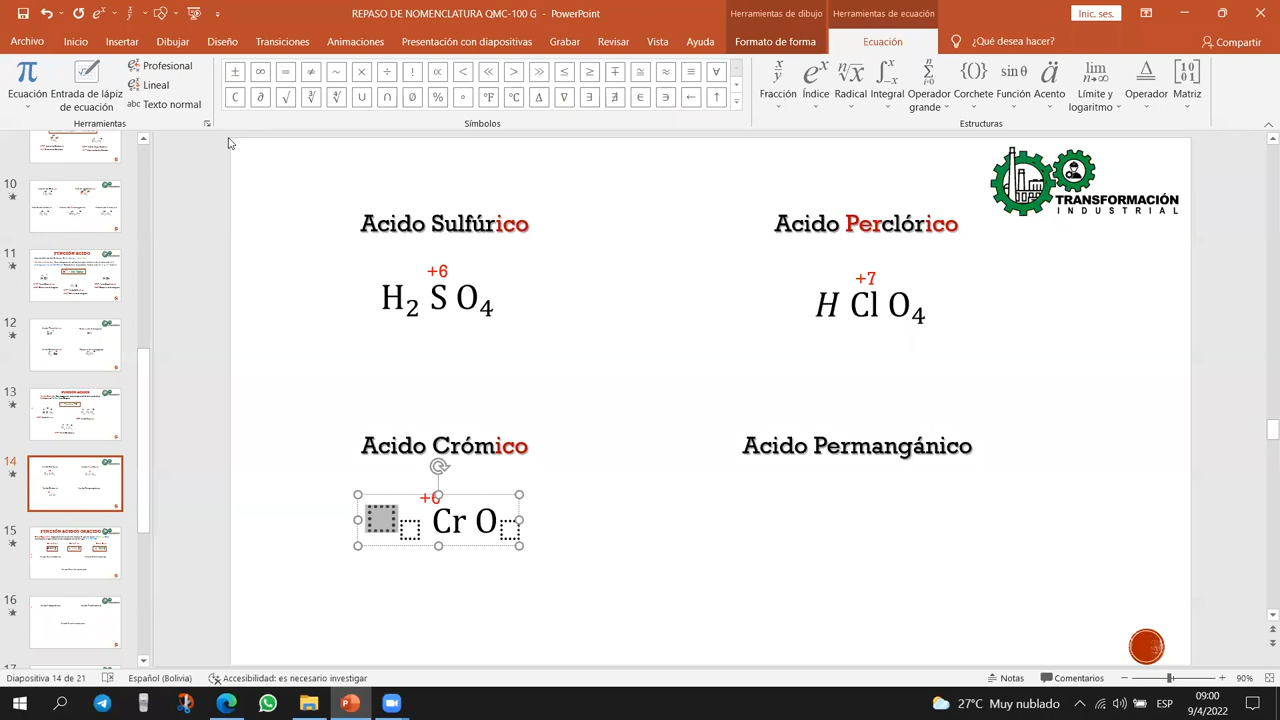 REPASO DE NOMENCLATURA QMC-100 G - PowerPoint
Herramientas de dibujo
Herramientas de ecuación
Inic. ses.
Archivo Inicio Insertar Dibujar Diseño Transiciones Animaciones Presentación con diapositivas Grabar Revisar Vista Ayuda Formato de forma Ecuación ¿Qué desea hacer? Compartir
Ecuación
Entrada de lápiz de ecuación
Profesional
Lineal
abc Texto normal
± ∞ = ≠ ~ × ÷ ! ∝ < ≪ > ≫ ≤ ≥ ∓ ≅ ≈ ≡ ∀
∁ ∂ √ ∛ ∜ ∪ ∩ ∅ % ° °F °C ∆ ∇ ∃ ∄ ∈ ∋ ← ↑
Fracción Índice Radical Integral Operador grande Corchete Función Acento Límite y logaritmo Operador Matriz
Herramientas
Símbolos
Estructuras
TRANSFORMACIÓN
INDUSTRIAL
Acido Sulfúrico
Acido Perclórico
+6
H₂ S O₄
+7
H Cl O₄
Acido Crómico
Acido Permangánico
+6
Cr O
10
11
FUNCIÓN ÁCIDO
12
13
14
15
16
17
Diapositiva 14 de 21
Español (Bolivia)
Accesibilidad: es necesario investigar
Notas
Comentarios
90%
27°C Muy nublado
ESP
09:00
9/4/2022